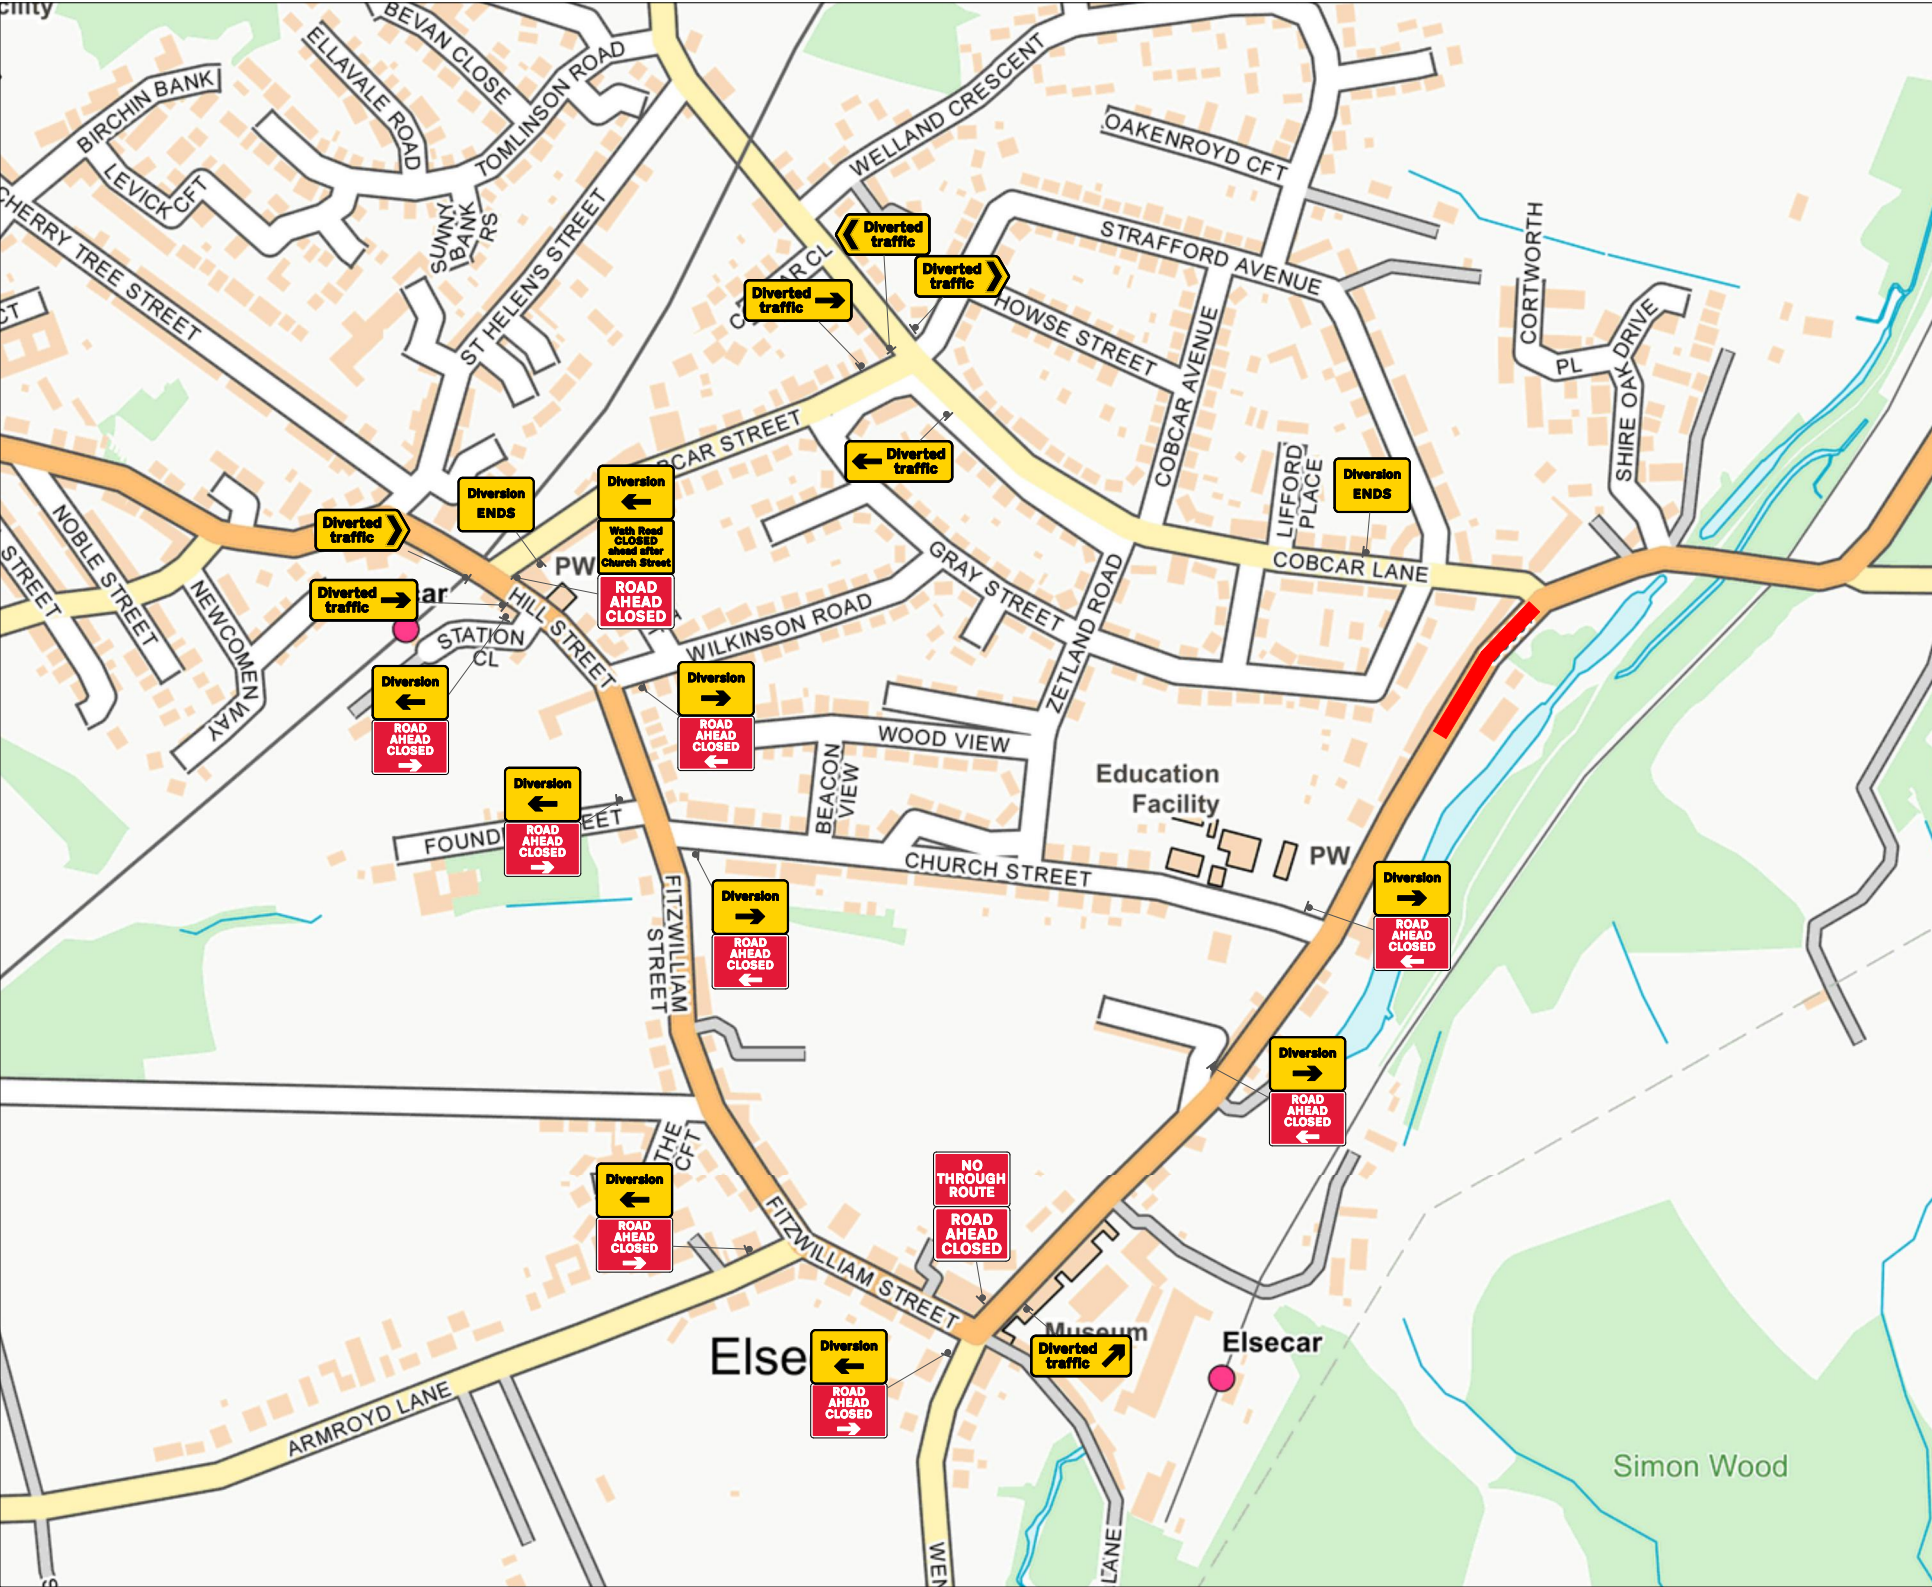 BEVAN CLOSE
ELLAVALE ROAD
TOMLINSON ROAD
BIRCHIN BANK
LEVICK CFT
CHERRY TREE STREET
SUNNY
BANK
RS
ST HELEN'S STREET
WELLAND CRESCENT
OAKENROYD CFT
STRAFFORD AVENUE
HOWSE STREET
COBCAR AVENUE
CORTWORTH
PL
SHIRE OAK DRIVE
Diverted
traffic
Diverted
traffic
Diverted
traffic
Diverted
traffic
LIFFORD
PLACE
Diversion
ENDS
COBCAR LANE
Diversion
ENDS
Diversion
Wath Road
CLOSED
ahead after
Church Street
ROAD
AHEAD
CLOSED
PW
Diverted
traffic
Diverted
traffic
NOBLE STREET
STREET
NEWCOMEN WAY
STATION
CL
HILL STREET
WILKINSON ROAD
GRAY STREET
ZETLAND ROAD
Diversion
ROAD
AHEAD
CLOSED
Diversion
ROAD
AHEAD
CLOSED
WOOD VIEW
BEACON
VIEW
Education
Facility
PW
Diversion
ROAD
AHEAD
CLOSED
CHURCH STREET
Diversion
ROAD
AHEAD
CLOSED
Diversion
ROAD
AHEAD
CLOSED
FITZWILLIAM
STREET
Diversion
ROAD
AHEAD
CLOSED
THE
CFT
Diversion
ROAD
AHEAD
CLOSED
NO
THROUGH
ROUTE
ROAD
AHEAD
CLOSED
FITZWILLIAM STREET
Museum
Diverted
traffic
Elsecar
Else
Diversion
ROAD
AHEAD
CLOSED
ARMROYD LANE
Simon Wood
WEN
LANE